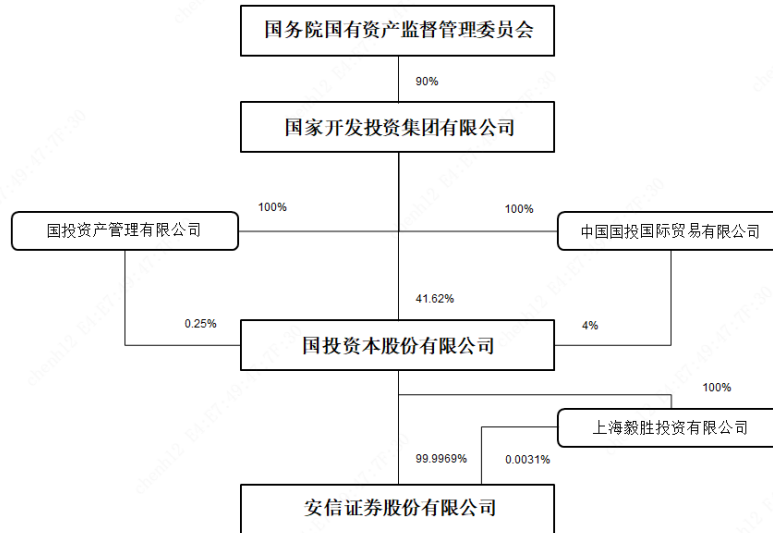 国务院国有资产监督管理委员会
90%
国家开发投资集团有限公司
100%
100%
国投资产管理有限公司
中国国投国际贸易有限公司
41.62%
0.25%
4%
国投资本股份有限公司
100%
上海毅胜投资有限公司
99.9969%
0.0031%
安信证券股份有限公司